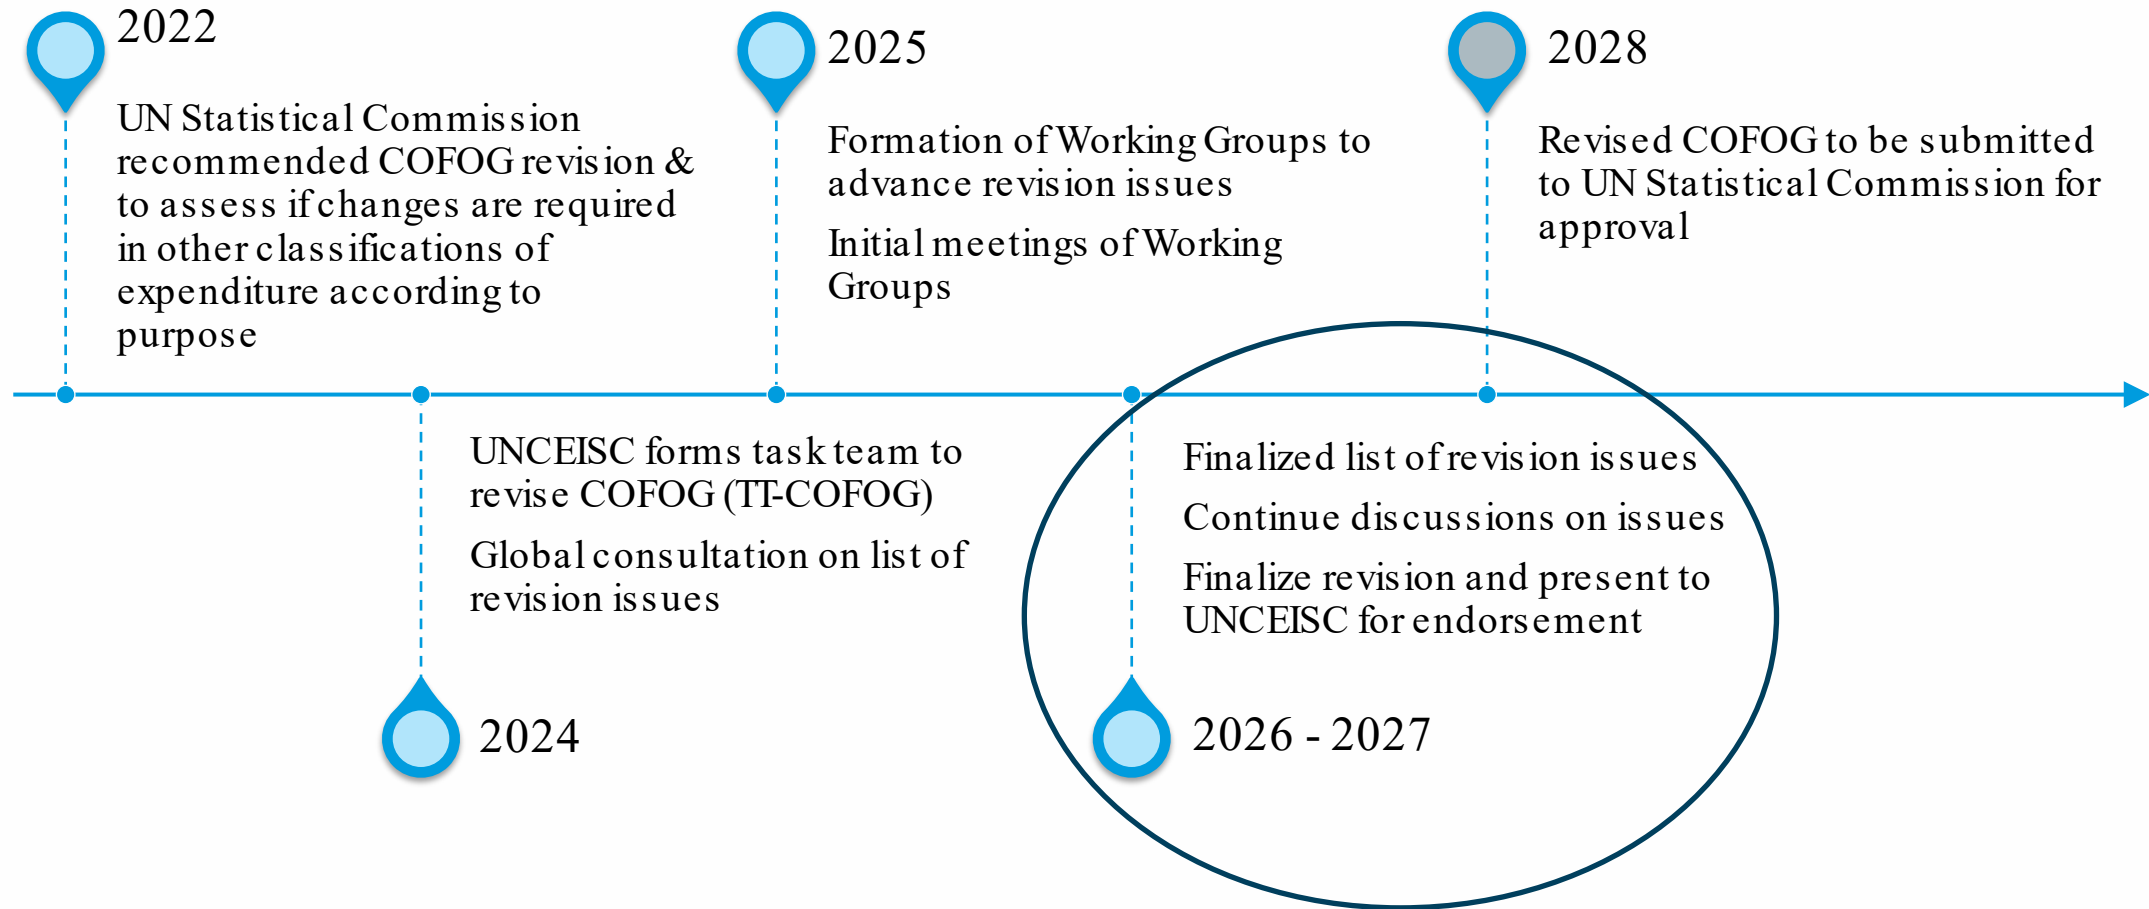 2022
UN Statistical Commission
recommended COFOG revision &
to assess if changes are required
in other classifications of
expenditure according to
purpose
UNCEISC forms task team to
revise COFOG (TT-COFOG)
Global consultation on list of
revision issues
2024
2025
Formation of Working Groups to
advance revision issues
Initial meetings of Working
Groups
Finalized list of revision issues
Continue discussions on issues
Finalize revision and present to
UNCEISC for endorsement
2026 - 2027
2028
Revised COFOG to be submitted
to UN Statistical Commission for
approval